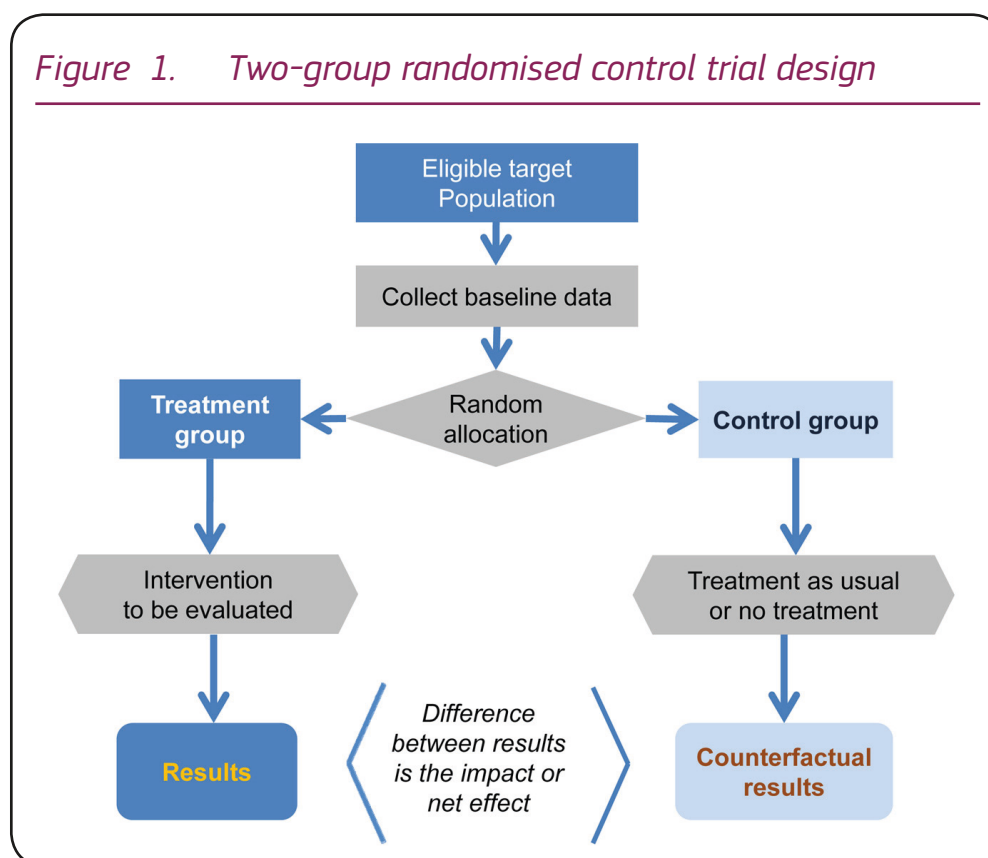 Figure 1. Two-group randomised control trial design
Eligible target
Population
Collect baseline data
Random
allocation
Treatment
group
Control group
Intervention
to be evaluated
Treatment as usual
or no treatment
Results
Difference
between results
is the impact or
net effect
Counterfactual
results